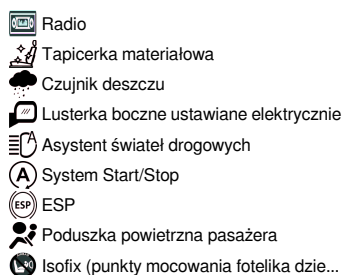 Radio
Tapicerka materiałowa
Czujnik deszczu
Lusterka boczne ustawiane elektrycznie
Asystent świateł drogowych
System Start/Stop
ESP
Poduszka powietrzna pasażera
Isofix (punkty mocowania fotelika dzie...